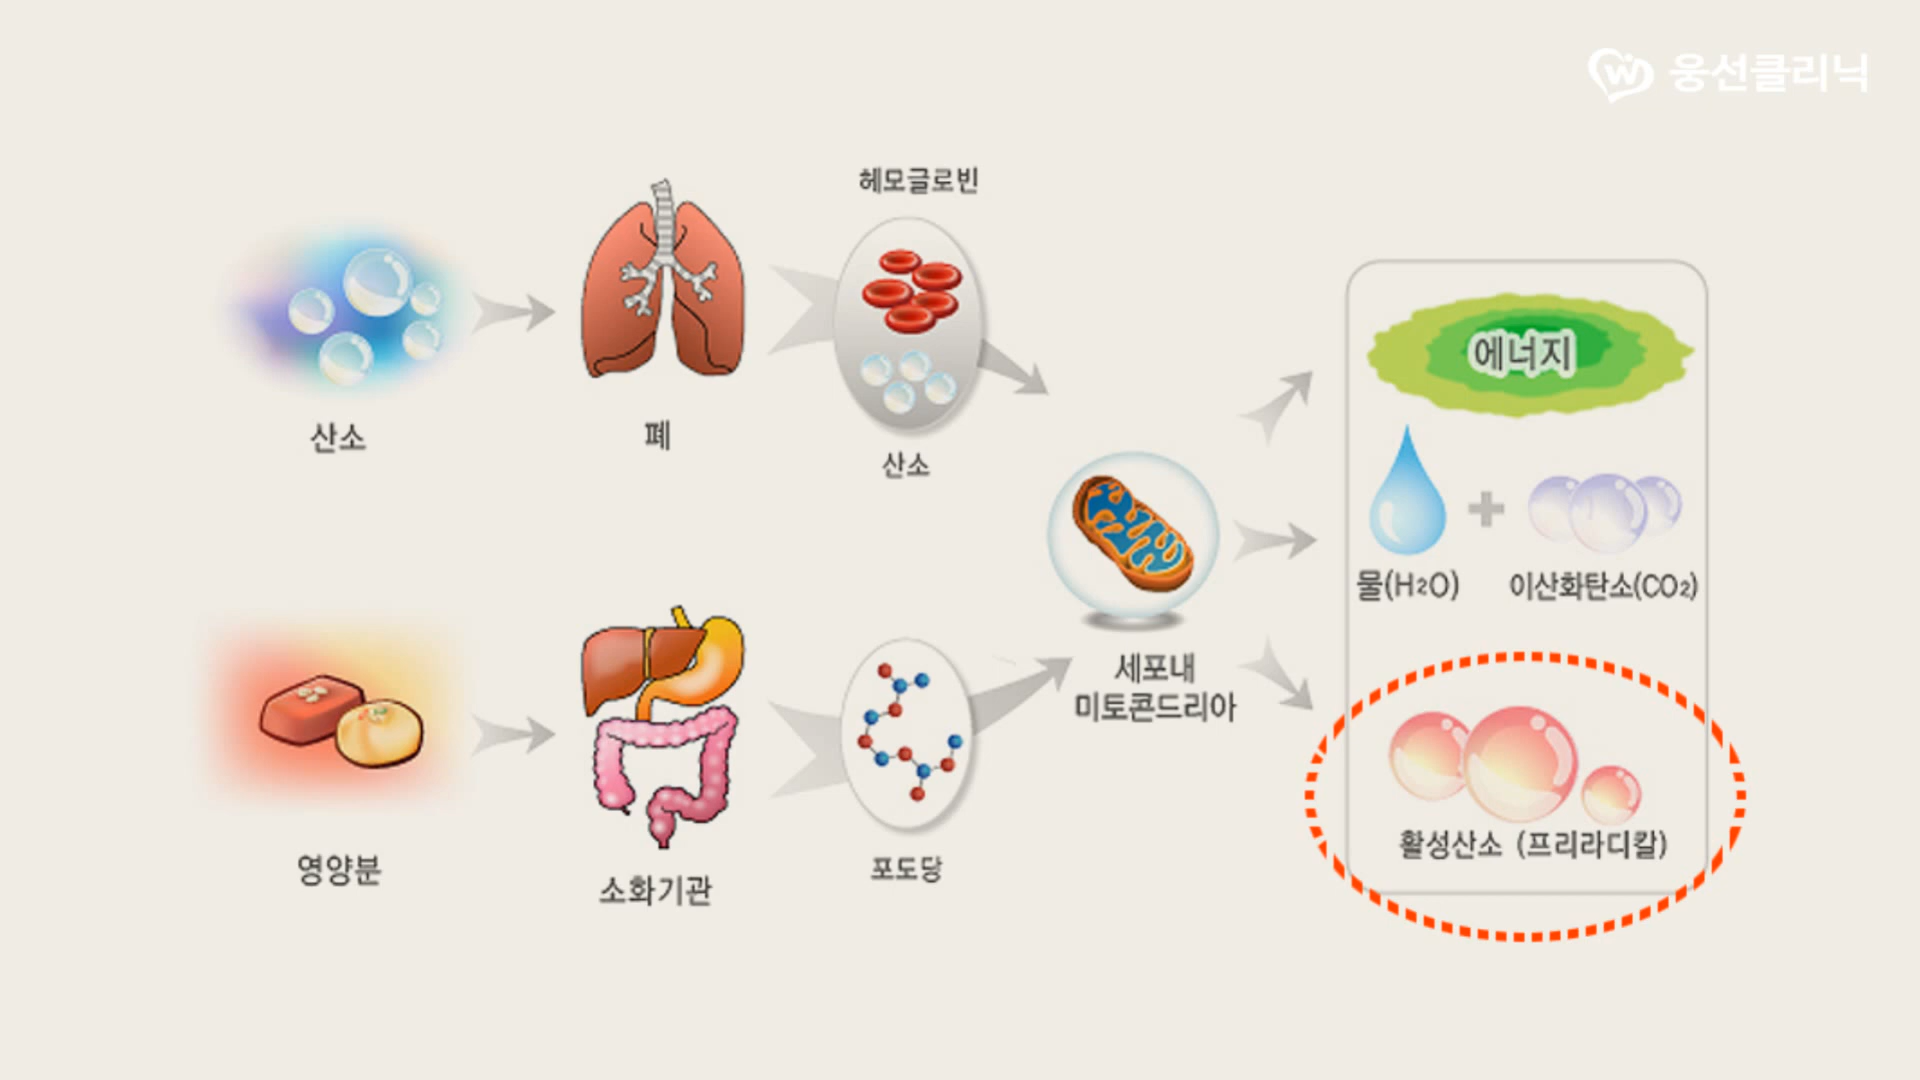 웅선클리닉
헤모글로빈
산소
폐
산소
에너지
물(H2O)
이산화탄소(CO2)
세포내
미토콘드리아
활성산소 (프리라디칼)
영양분
소화기관
포도당